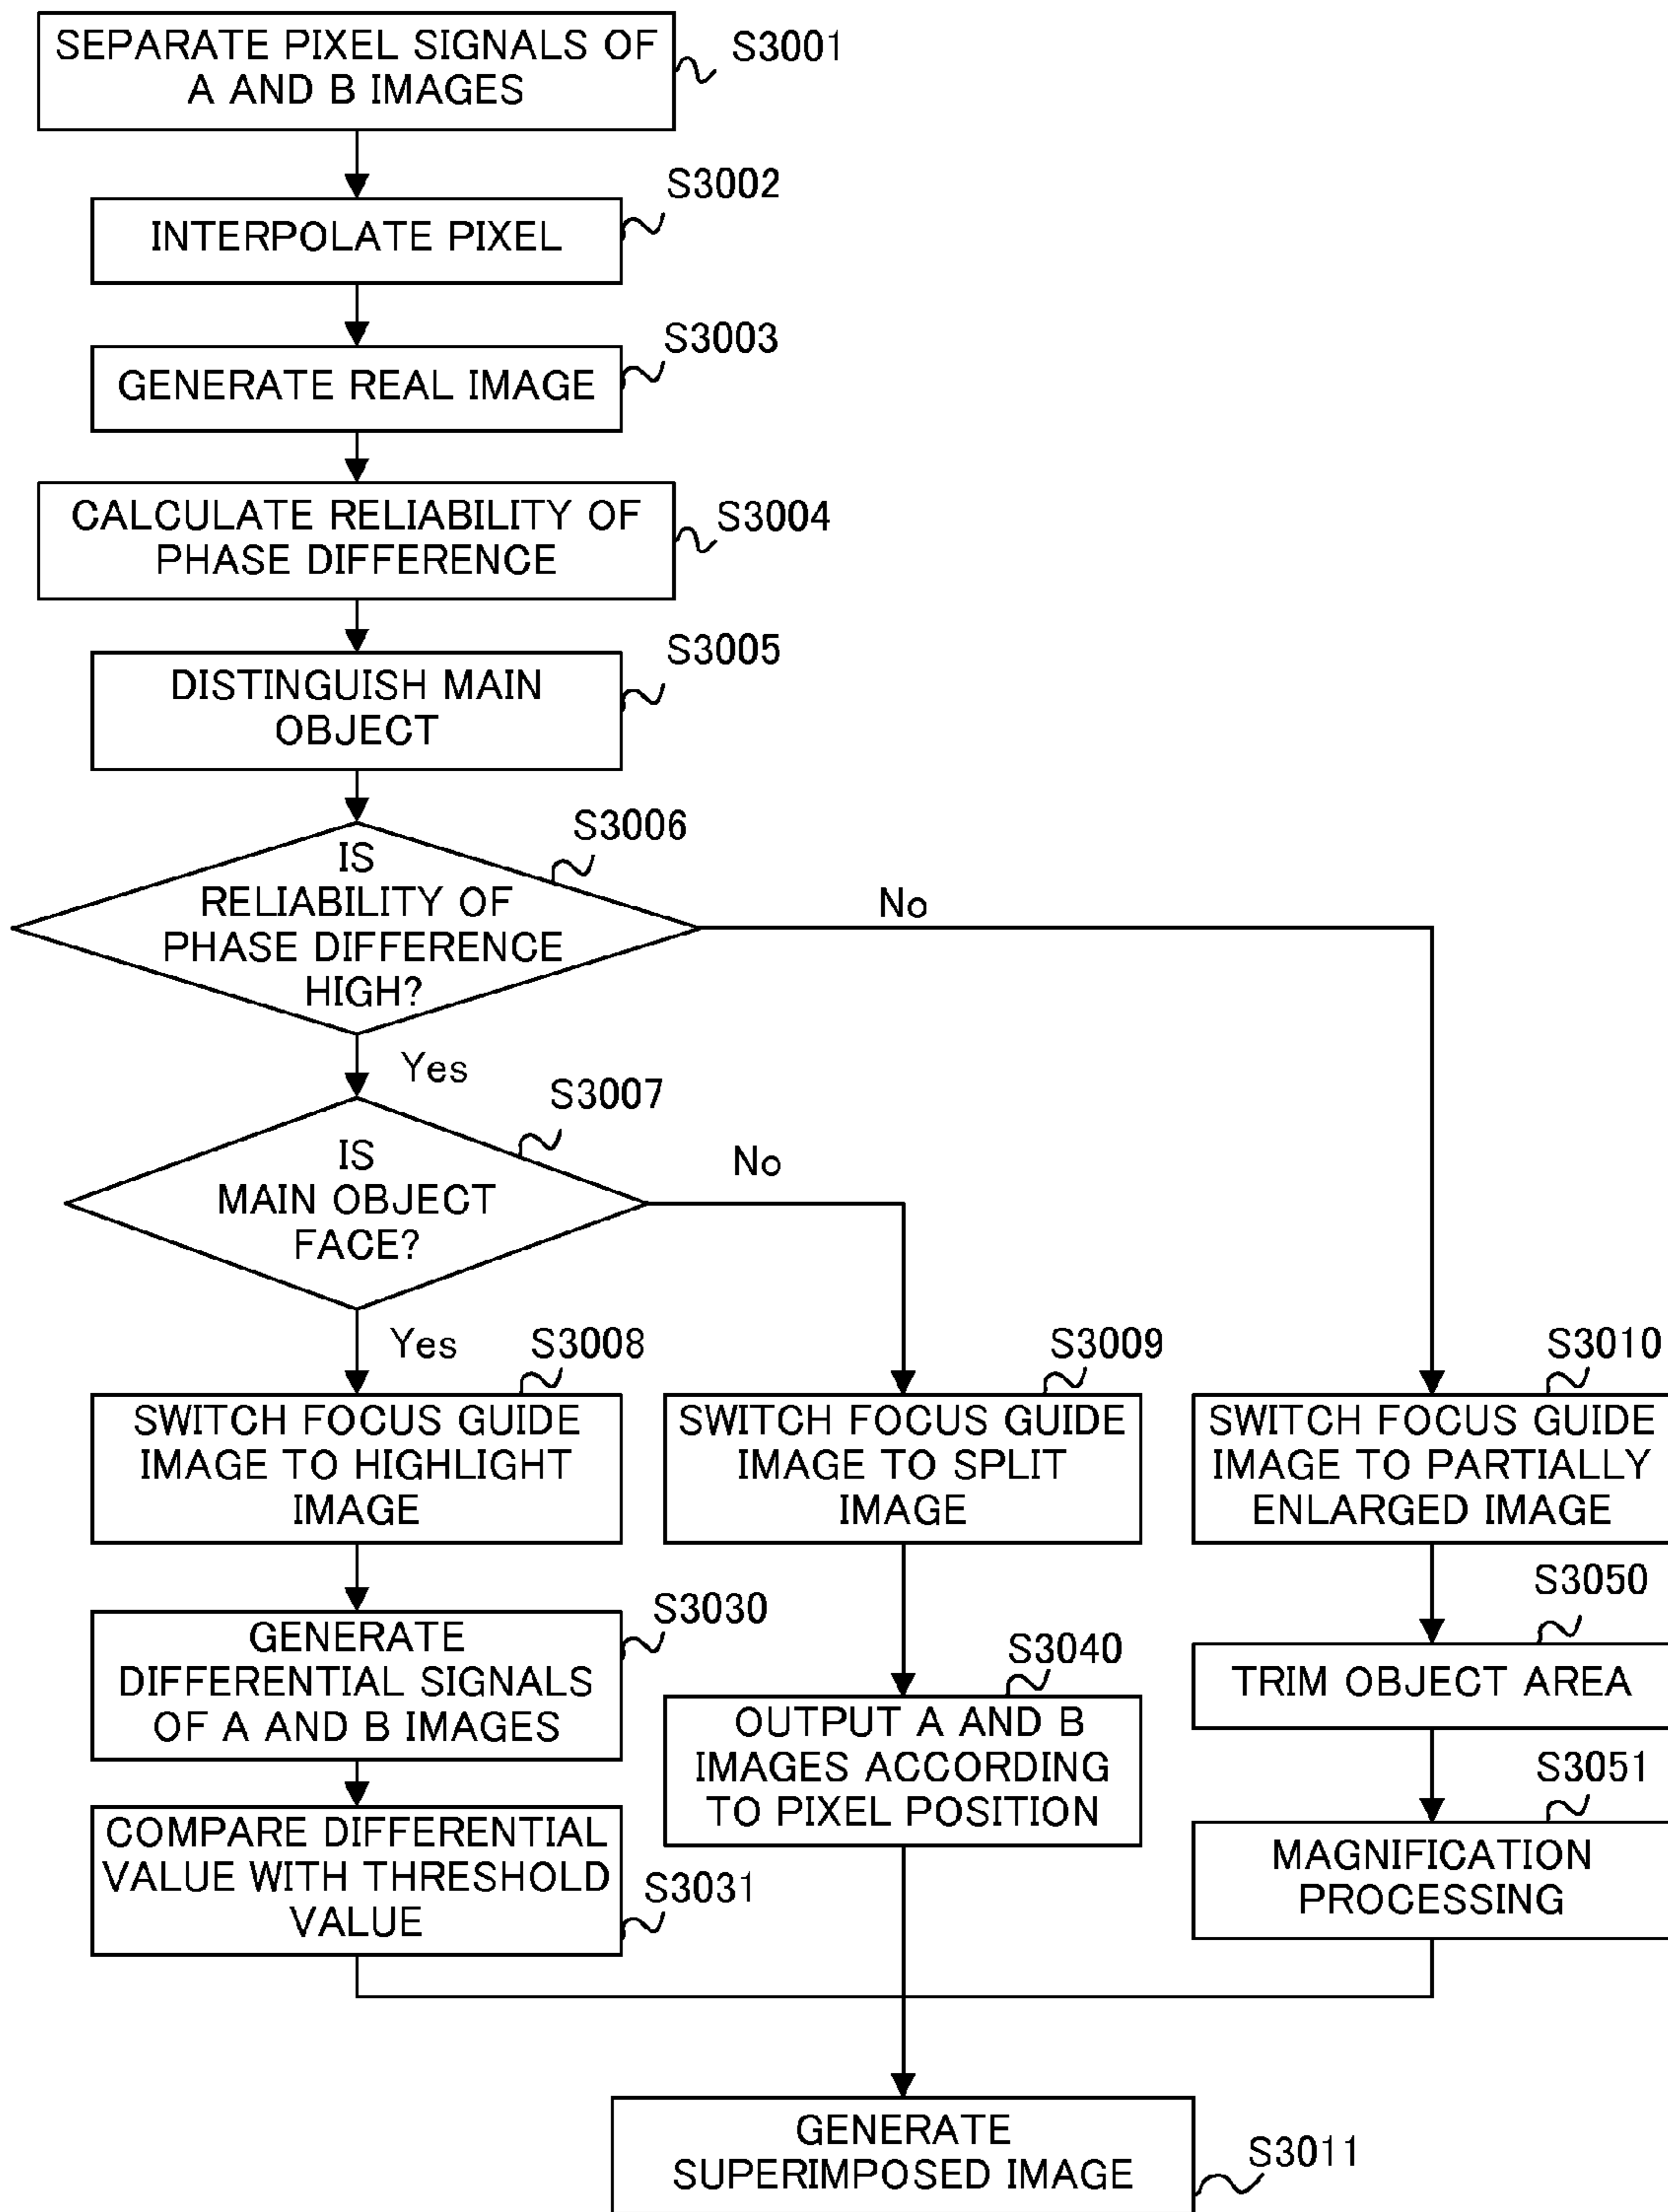 SEPARATE PIXEL SIGNALS OF
A AND B IMAGES
S3001
S3002
INTERPOLATE PIXEL
S3003
GENERATE REAL IMAGE
CALCULATE RELIABILITY OF
PHASE DIFFERENCE
S3004
S3005
DISTINGUISH MAIN
OBJECT
S3006
IS
RELIABILITY OF
PHASE DIFFERENCE
HIGH?
No
Yes
S3007
IS
MAIN OBJECT
FACE?
No
Yes
S3008
SWITCH FOCUS GUIDE
IMAGE TO HIGHLIGHT
IMAGE
S3009
SWITCH FOCUS GUIDE
IMAGE TO SPLIT
IMAGE
S3010
SWITCH FOCUS GUIDE
IMAGE TO PARTIALLY
ENLARGED IMAGE
S3030
GENERATE
DIFFERENTIAL SIGNALS
OF A AND B IMAGES
S3040
OUTPUT A AND B
IMAGES ACCORDING
TO PIXEL POSITION
S3050
TRIM OBJECT AREA
S3051
MAGNIFICATION
PROCESSING
COMPARE DIFFERENTIAL
VALUE WITH THRESHOLD
VALUE
S3031
GENERATE
SUPERIMPOSED IMAGE
S3011